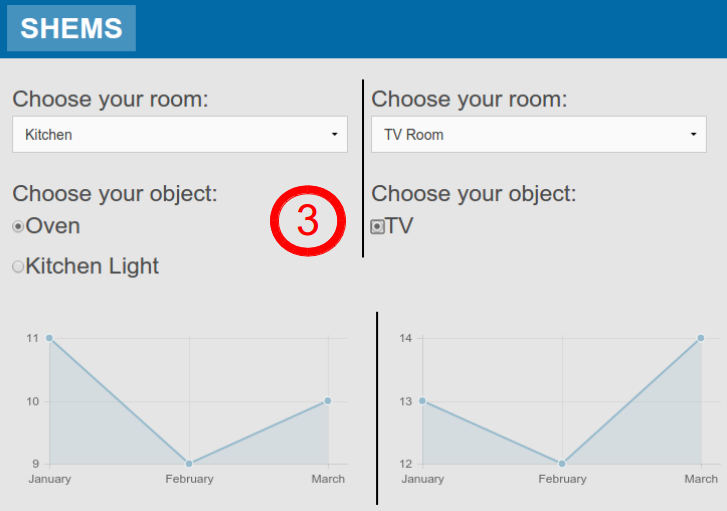 SHEMS
Choose your room:
Kitchen
Choose your object:
Oven
Kitchen Light
3
Choose your room:
TV Room
Choose your object:
TV
11
10
9
January February March
14
13
12
January February March